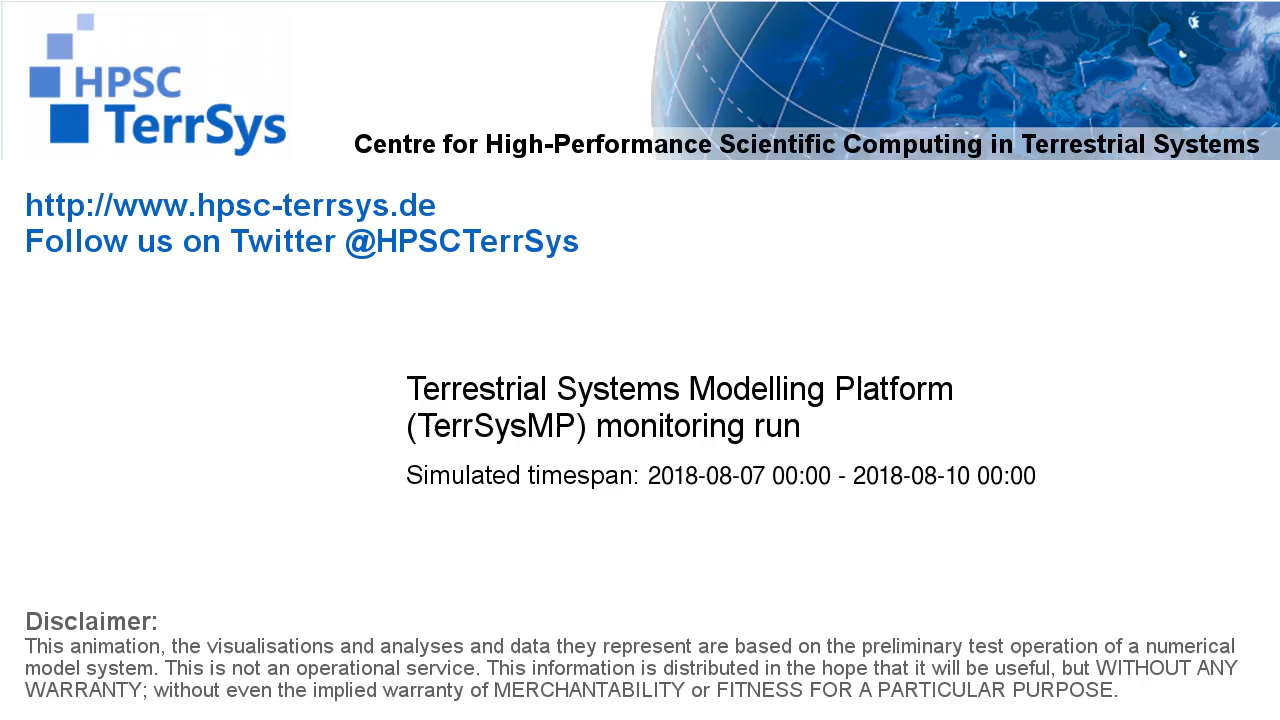 HPSC
TerrSys
Centre for High-Performance Scientific Computing in Terrestrial Systems
http://www.hpsc-terrsys.de
Follow us on Twitter @HPSCTerrSys
Terrestrial Systems Modelling Platform
(TerrSysMP) monitoring run
Simulated timespan: 2018-08-07 00:00 - 2018-08-10 00:00
Disclaimer:
This animation, the visualisations and analyses and data they represent are based on the preliminary test operation of a numerical
model system. This is not an operational service. This information is distributed in the hope that it will be useful, but WITHOUT ANY
WARRANTY; without even the implied warranty of MERCHANTABILITY or FITNESS FOR A PARTICULAR PURPOSE.